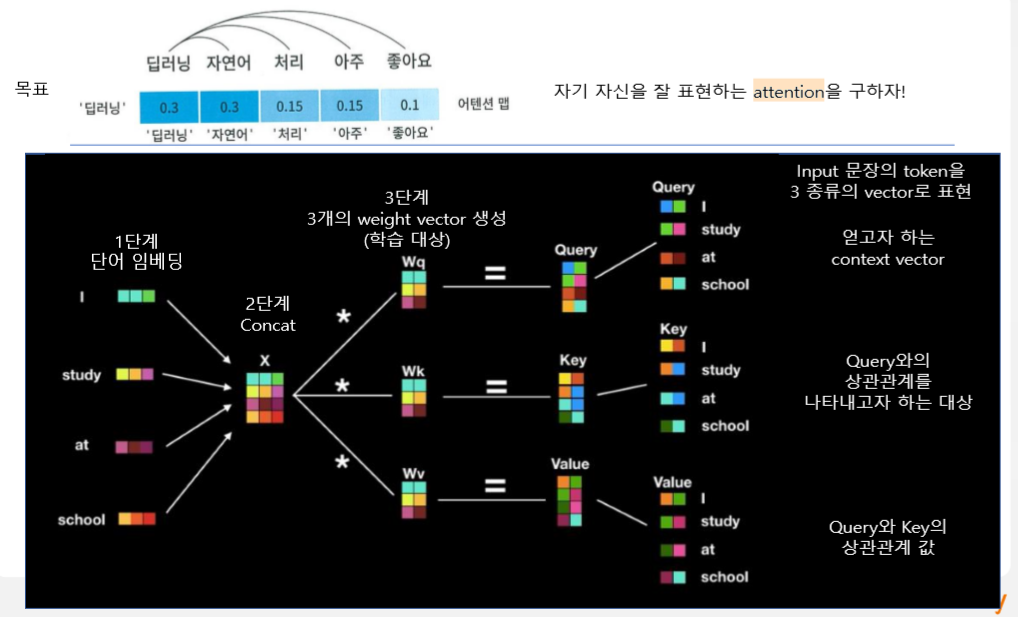 딥러닝 자연어 처리 아주 좋아요
목표
'딥러닝' 0.3 0.3 0.15 0.15 0.1 어텐션 맵
'딥러닝' '자연어' '처리' '아주' '좋아요'
자기 자신을 잘 표현하는 attention을 구하자!
1단계
단어 임베딩
I
study
at
school
2단계
Concat
X
3단계
3개의 weight vector 생성
(학습 대상)
Wq
*
=
Query
Wk
*
=
Key
Wv
*
=
Value
Query
I
study
at
school
Key
I
study
at
school
Value
I
study
at
school
Input 문장의 token을
3 종류의 vector로 표현
얻고자 하는
context vector
Query와의
상관관계를
나타내고자 하는 대상
Query와 Key의
상관관계 값
y